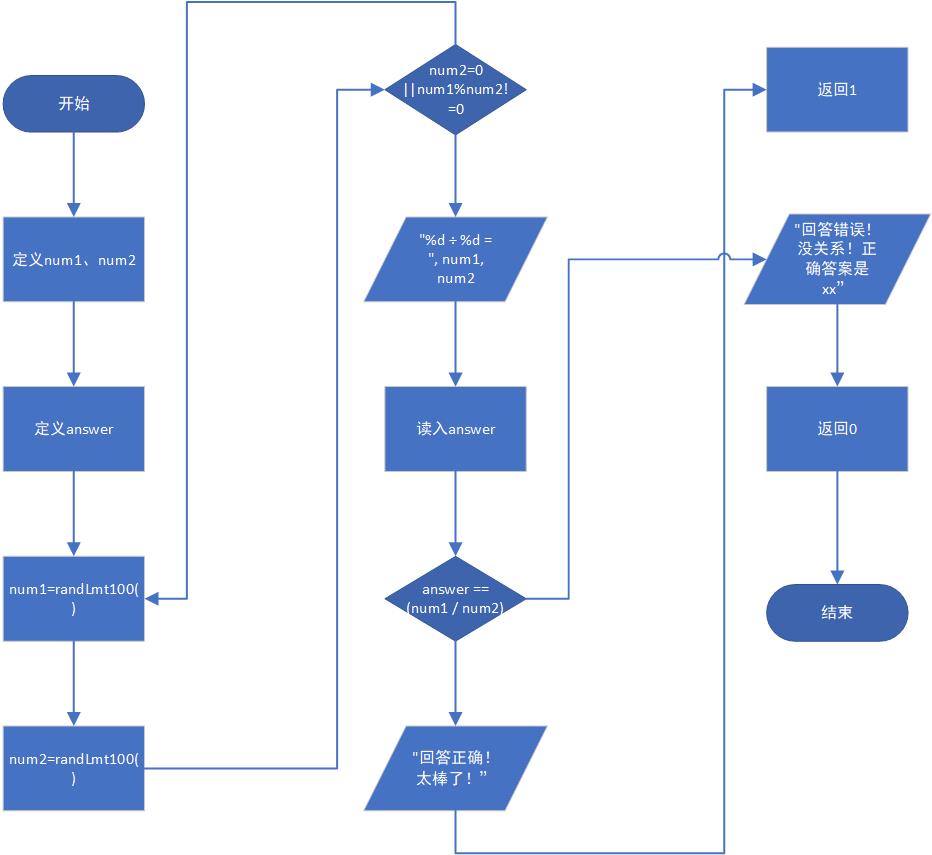 开始
定义num1、num2
定义answer
num1=randLmt100(
)
num2=randLmt100(
)
num2=0
||num1%num2!
=0
"%d ÷ %d =
", num1,
num2
读入answer
answer ==
(num1 / num2)
"回答正确！
太棒了！”
返回1
"回答错误！
没关系！正
确答案是
xx”
返回0
结束